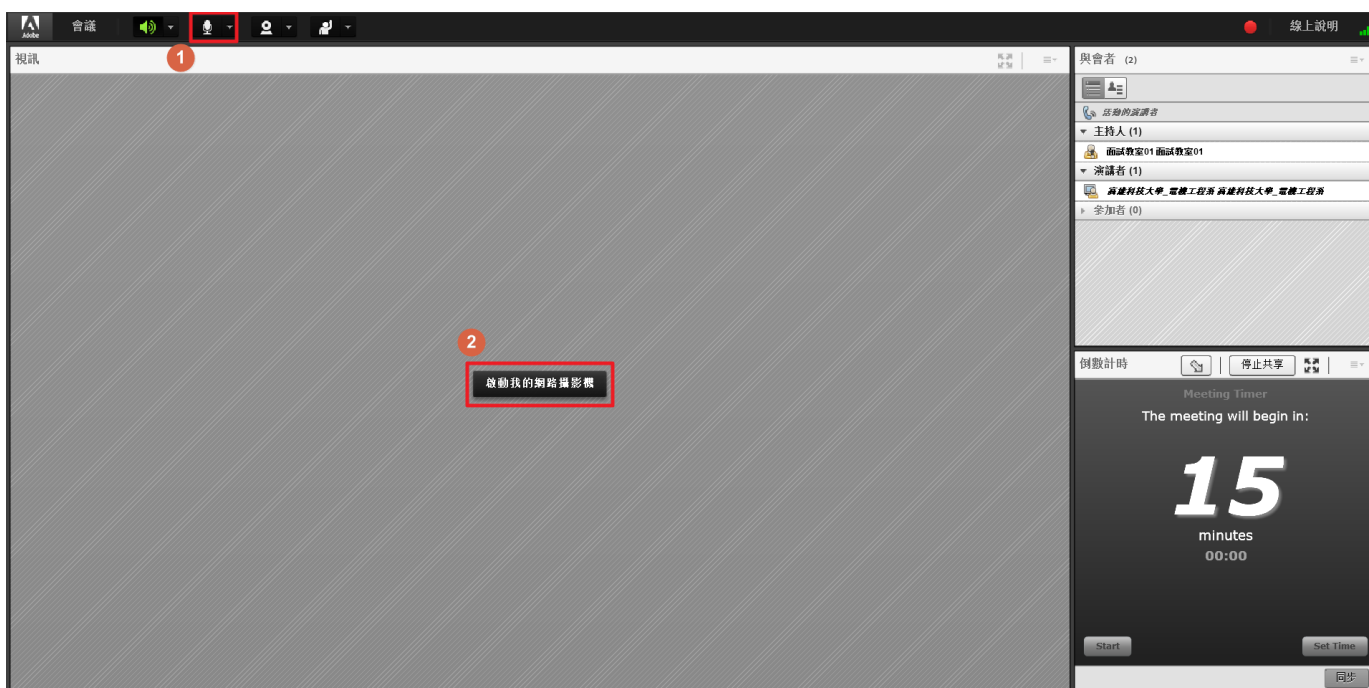 Adobe
會議
線上說明
1
視訊
與會者 (2)
活動的演講者
主持人 (1)
面試教室01 面試教室01
演講者 (1)
高雄科技大學_電機工程系 高雄科技大學_電機工程系
參加者 (0)
2
啟動我的網路攝影機
倒數計時
停止共享
Meeting Timer
The meeting will begin in:
15
minutes
00:00
Start
Set Time
同步